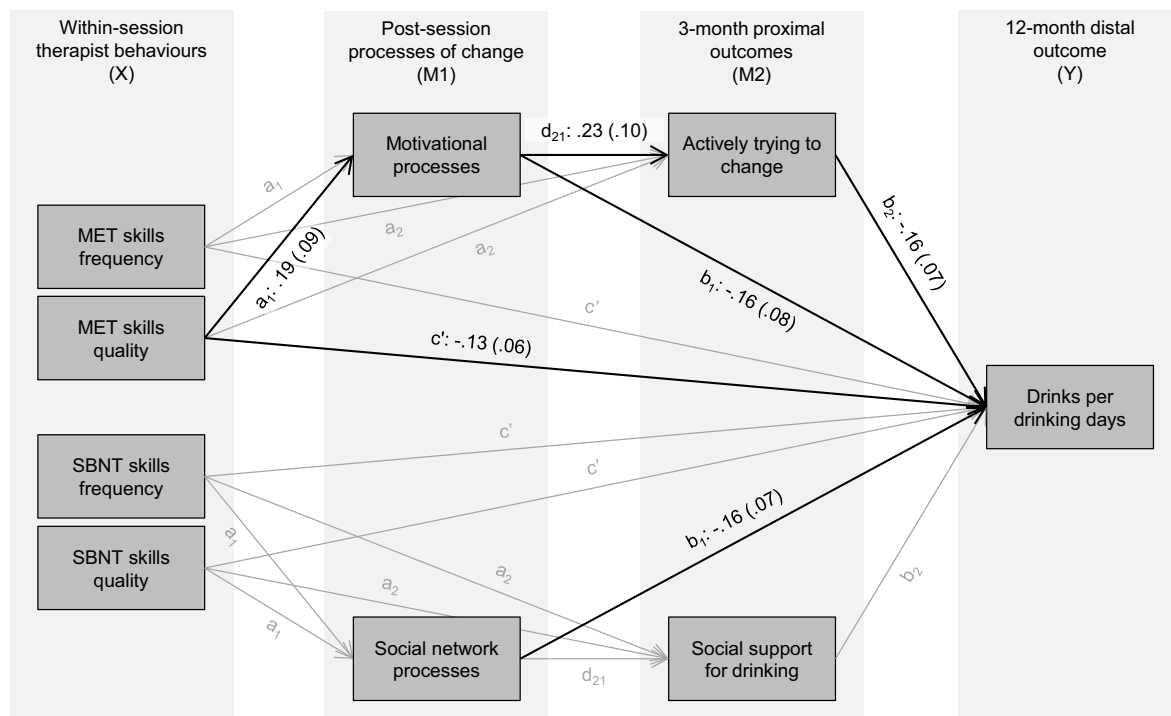 Within-session
therapist behaviours
(X)
Post-session
processes of change
(M1)
3-month proximal
outcomes
(M2)
12-month distal
outcome
(Y)
Motivational
processes
d21: .23 (.10)
Actively trying to
change
a1
a2
a2
a1: .19 (.09)
b2: -.16 (.07)
MET skills
frequency
MET skills
quality
b1: -.16 (.08)
c'
c': -.13 (.06)
Drinks per
drinking days
SBNT skills
frequency
SBNT skills
quality
c'
c'
b1: -.16 (.07)
a1
a2
a2
a1
b2
Social network
processes
d21
Social support
for drinking